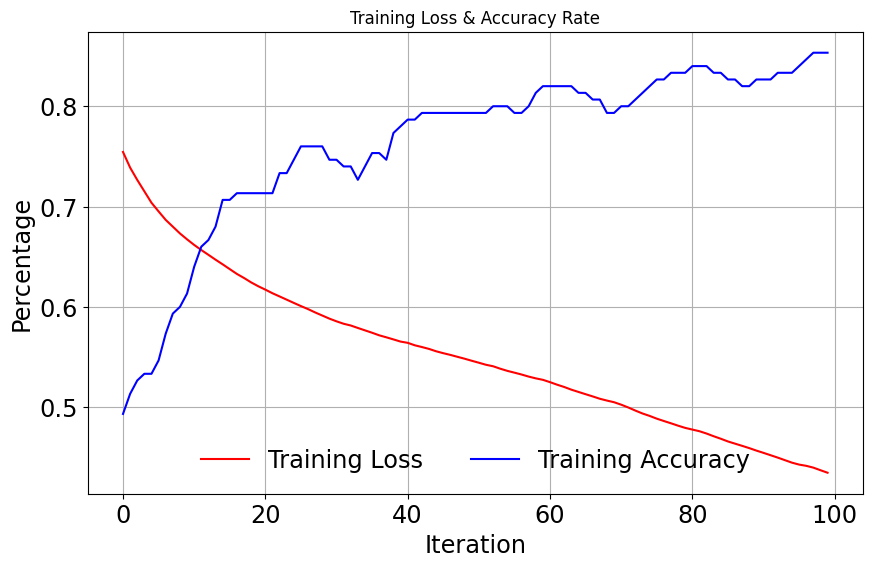 Training Loss & Accuracy Rate
Percentage
0.8
0.7
0.6
0.5
Training Loss Training Accuracy
0 20 40 60 80 100
Iteration